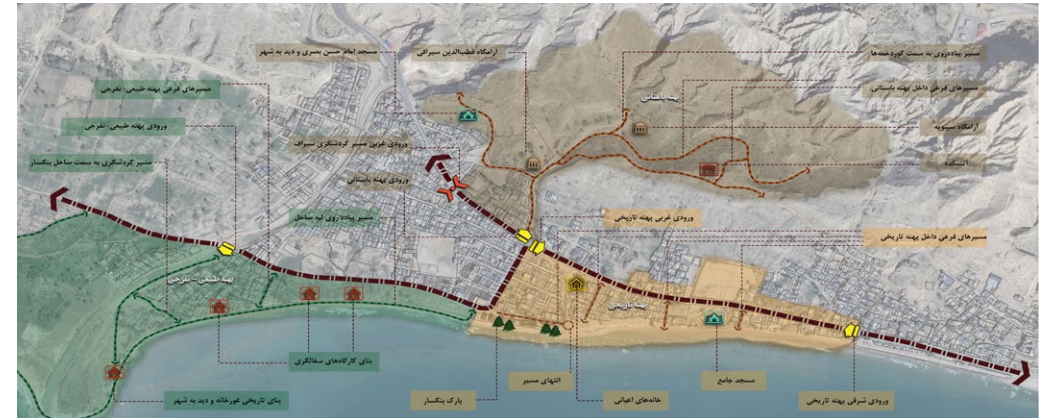 مسجد امام حسن بصری و دید به شهر
آرامگاه قطب‌الدین سیرافی
مسیر پیاده‌روی به سمت گوردخمه‌ها
مسیرهای فرعی پهنه طبیعی-تفرجی
پهنه باستانی
مسیرهای فرعی داخل پهنه باستانی
ورودی پهنه طبیعی-تفرجی
آرامگاه سیبویه
ورودی غربی مسیر گردشگری سیراف
مسیر گردشگری به سمت ساحل بنگسار
آتشکده
ورودی پهنه باستانی
مسیر پیاده روی لبه ساحل
ورودی غربی پهنه تاریخی
مسیرهای فرعی داخل پهنه تاریخی
پهنه طبیعی-تفرجی
پهنه تاریخی
بنای کارگاه‌های سفالگری
انتهای مسیر
مسجد جامع
بنای تاریخی غورخانه و دید به شهر
پارک بنگسار
خانه‌های اعیانی
ورودی شرقی پهنه تاریخی